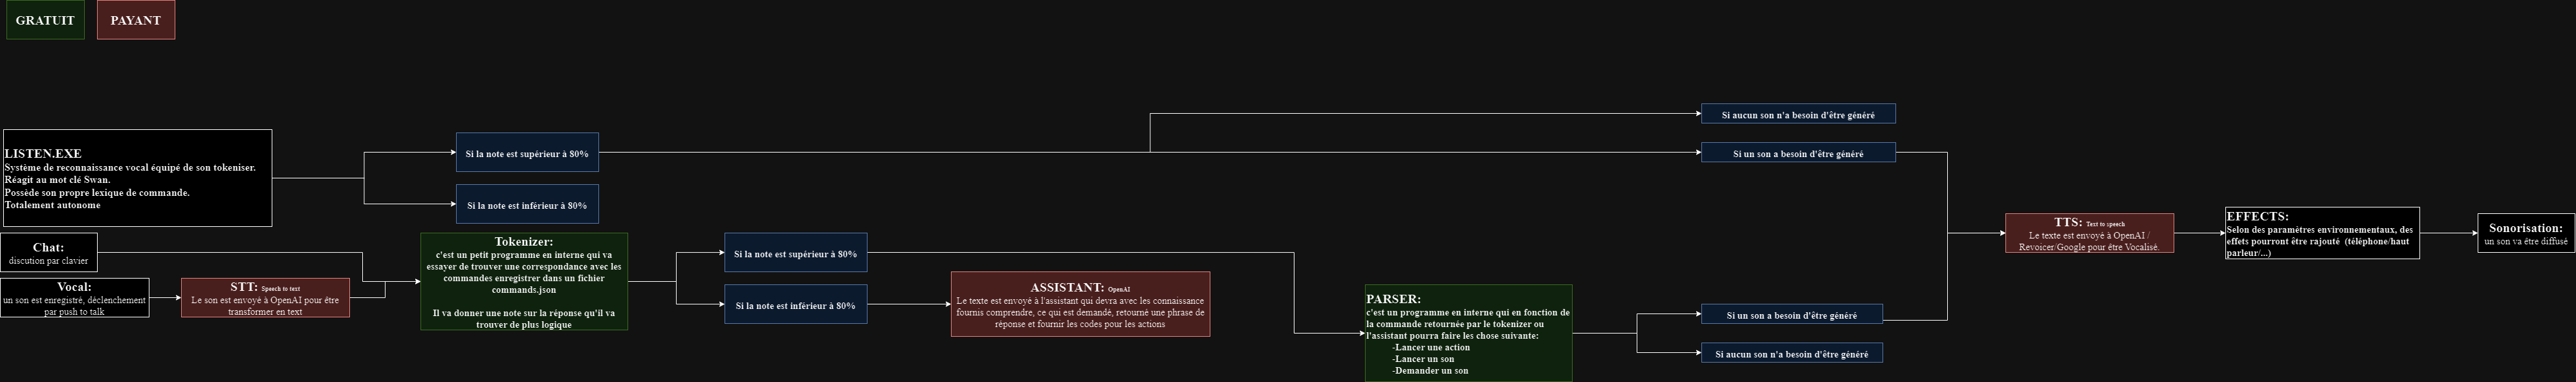 GRATUIT
PAYANT
Si aucun son n'a besoin d'être généré
LISTEN.EXE
Système de reconnaissance vocal équipé de son tokeniser.
Réagit au mot clé Swan.
Possède son propre lexique de commande.
Totalement autonome
Si la note est supérieur à 80%
Si un son a besoin d'être généré
Si la note est inférieur à 80%
Chat:
discution par clavier
Vocal:
un son est enregistré, déclenchement
par push to talk
STT: Speech to text
Le son est envoyé à OpenAI pour être
transformer en text
Tokenizer:
c'est un petit programme en interne qui va
essayer de trouver une correspondance avec les
commandes enregistrer dans un fichier
commands.json
Il va donner une note sur la réponse qu'il va
trouver de plus logique
Si la note est supérieur à 80%
Si la note est inférieur à 80%
ASSISTANT: OpenAI
Le texte est envoyé à l'assistant qui devra avec les connaissance
fournis comprendre, ce qui est demandé, retourné une phrase de
réponse et fournir les codes pour les actions
PARSER:
c'est un programme en interne qui en fonction de
la commande retournée par le tokenizer ou
l'assistant pourra faire les chose suivante:
-Lancer une action
-Lancer un son
-Demander un son
Si un son a besoin d'être généré
Si aucun son n'a besoin d'être généré
TTS: Text to speech
Le texte est envoyé à OpenAI /
Revoicer/Google pour être Vocalisé.
EFFECTS:
Selon des paramètres environnementaux, des
effets pourront être rajouté (téléphone/haut
parleur/...)
Sonorisation:
un son va être diffusé